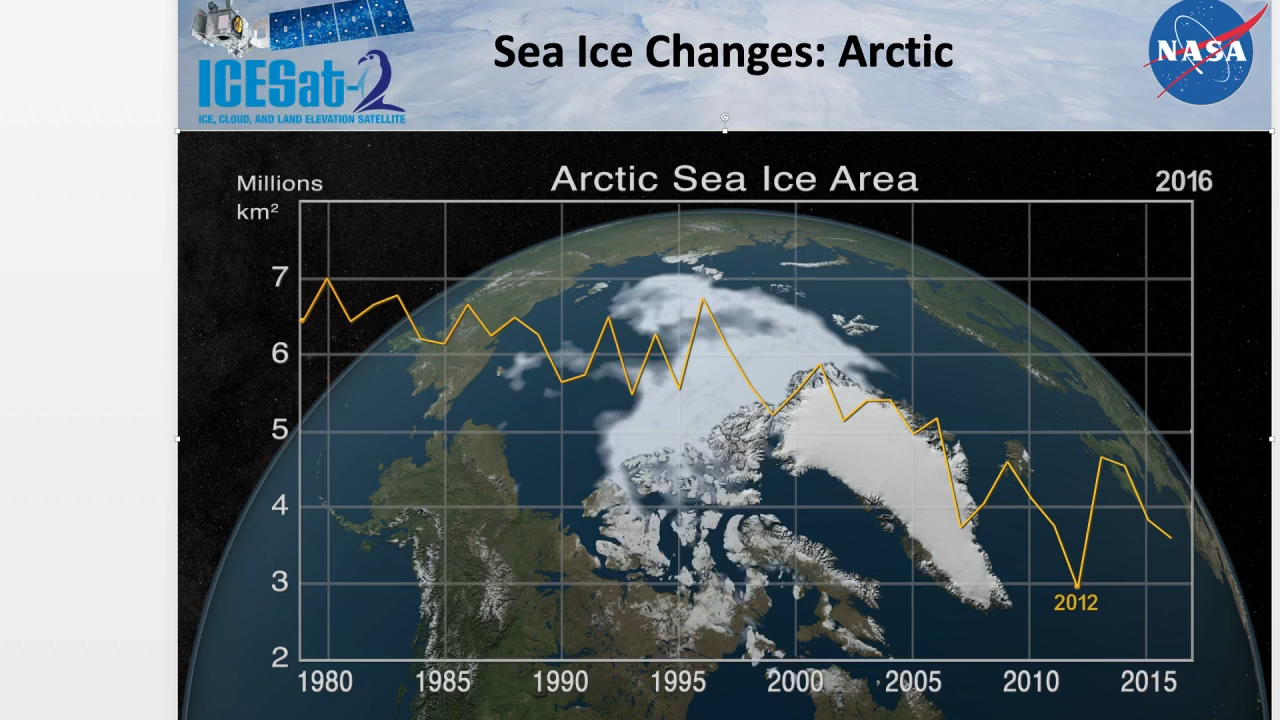 Sea Ice Changes: Arctic
NASA
ICESat-2
ICE, CLOUD, AND LAND ELEVATION SATELLITE
Arctic Sea Ice Area
2016
Millions
km²
7
6
5
4
3
2
2012
1980 1985 1990 1995 2000 2005 2010 2015